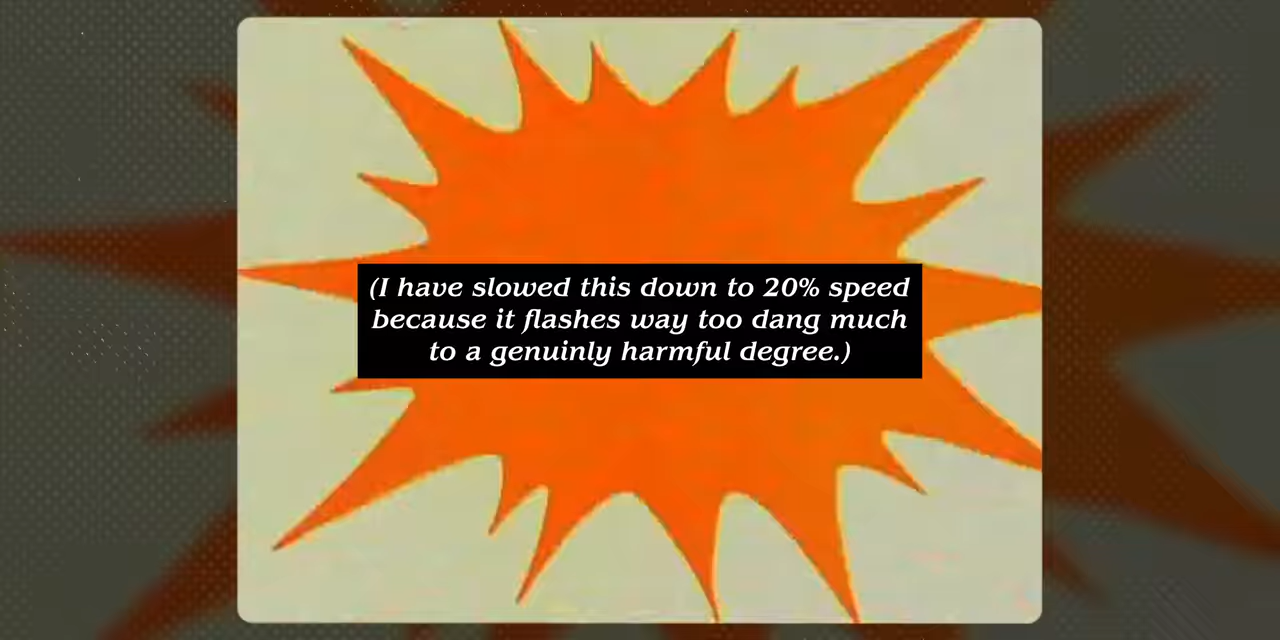 (I have slowed this down to 20% speed
because it flashes way too dang much
to a genuinly harmful degree.)